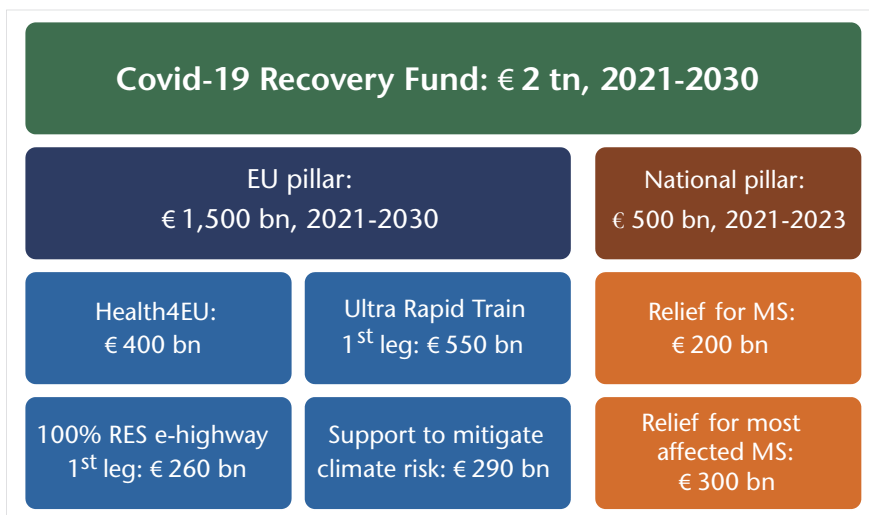 Covid-19 Recovery Fund: € 2 tn, 2021-2030
EU pillar:
€ 1,500 bn, 2021-2030
National pillar:
€ 500 bn, 2021-2023
Health4EU:
€ 400 bn
Ultra Rapid Train
1st leg: € 550 bn
Relief for MS:
€ 200 bn
100% RES e-highway
1st leg: € 260 bn
Support to mitigate
climate risk: € 290 bn
Relief for most
affected MS:
€ 300 bn